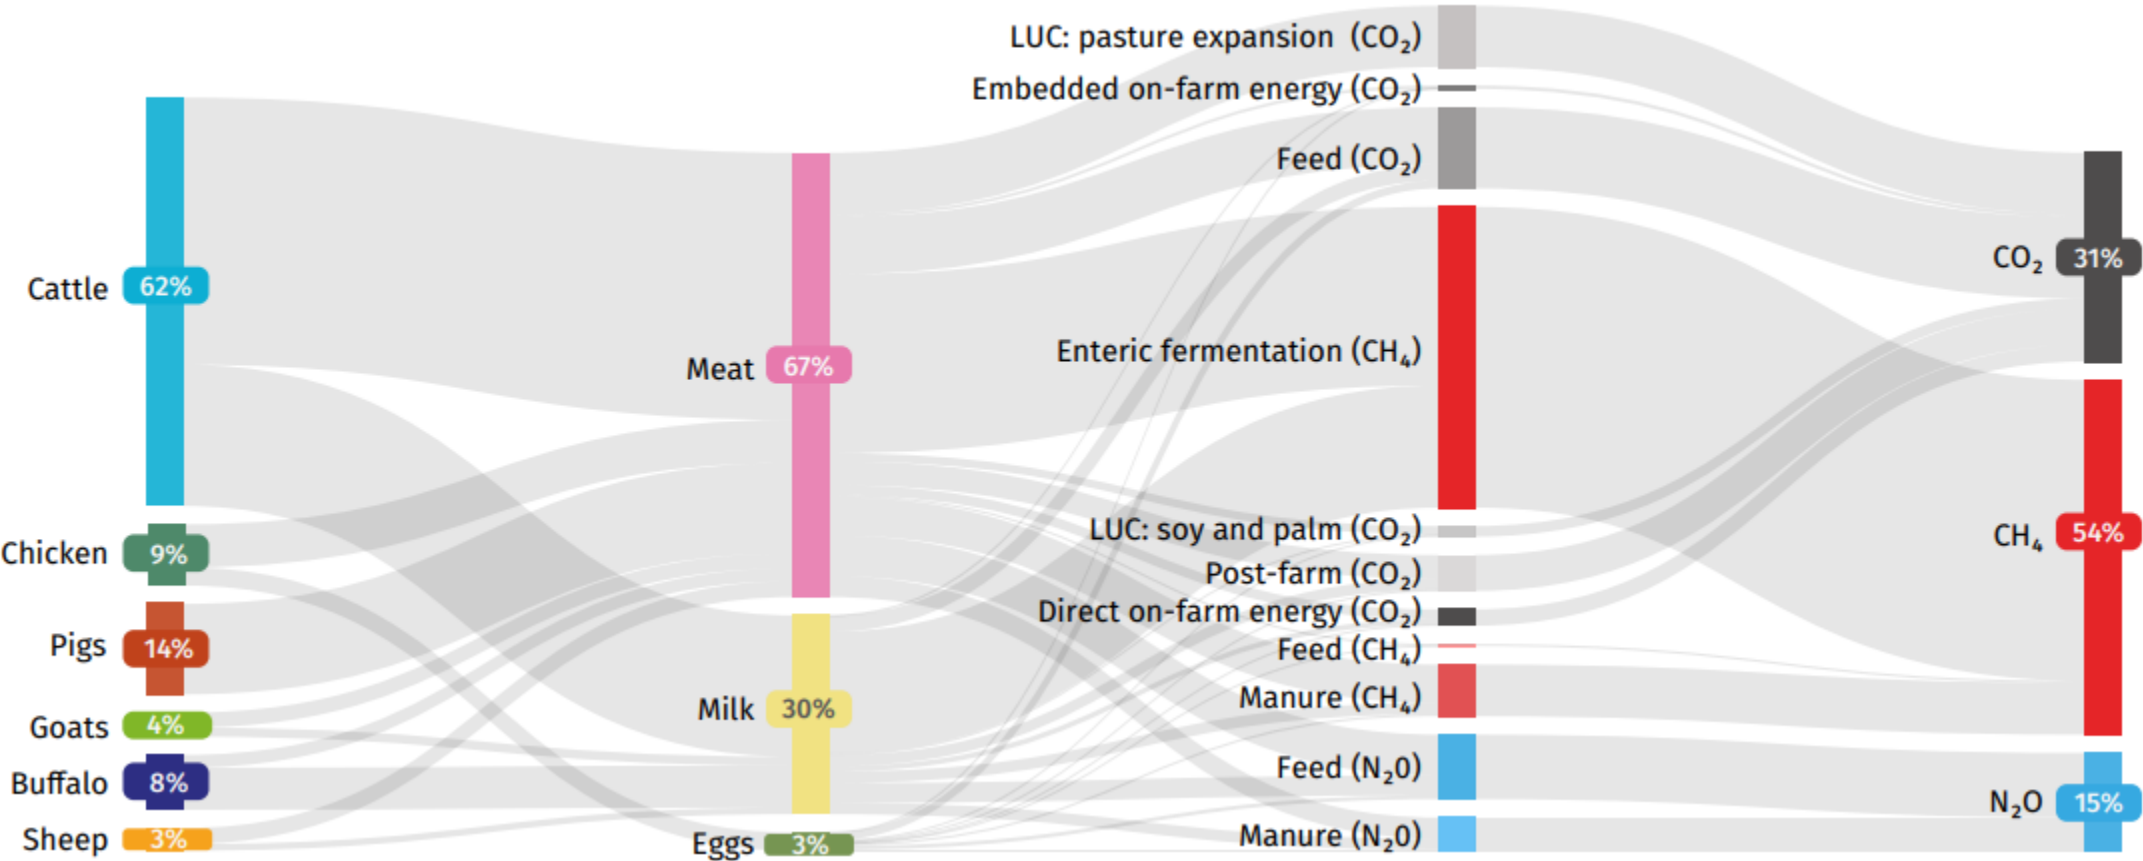 Cattle 62%
Chicken 9%
Pigs 14%
Goats 4%
Buffalo 8%
Sheep 3%
Meat 67%
Milk 30%
Eggs 3%
LUC: pasture expansion (CO₂)
Embedded on-farm energy (CO₂)
Feed (CO₂)
Enteric fermentation (CH₄)
LUC: soy and palm (CO₂)
Post-farm (CO₂)
Direct on-farm energy (CO₂)
Feed (CH₄)
Manure (CH₄)
Feed (N₂0)
Manure (N₂0)
CO₂ 31%
CH₄ 54%
N₂O 15%